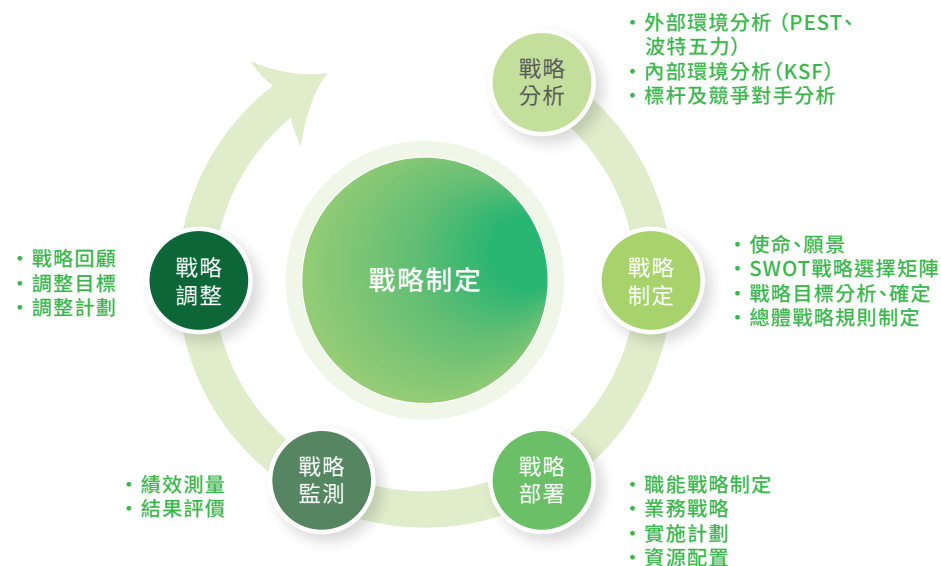 戰略
分析
• 外部環境分析（PEST、
波特五力）
• 內部環境分析（KSF）
• 標杆及競爭對手分析
戰略
制定
• 使命、願景
• SWOT戰略選擇矩陣
• 戰略目標分析、確定
• 總體戰略規則制定
戰略
部署
• 職能戰略制定
• 業務戰略
• 實施計劃
• 資源配置
戰略
監測
• 績效測量
• 結果評價
戰略
調整
• 戰略回顧
• 調整目標
• 調整計劃
戰略制定